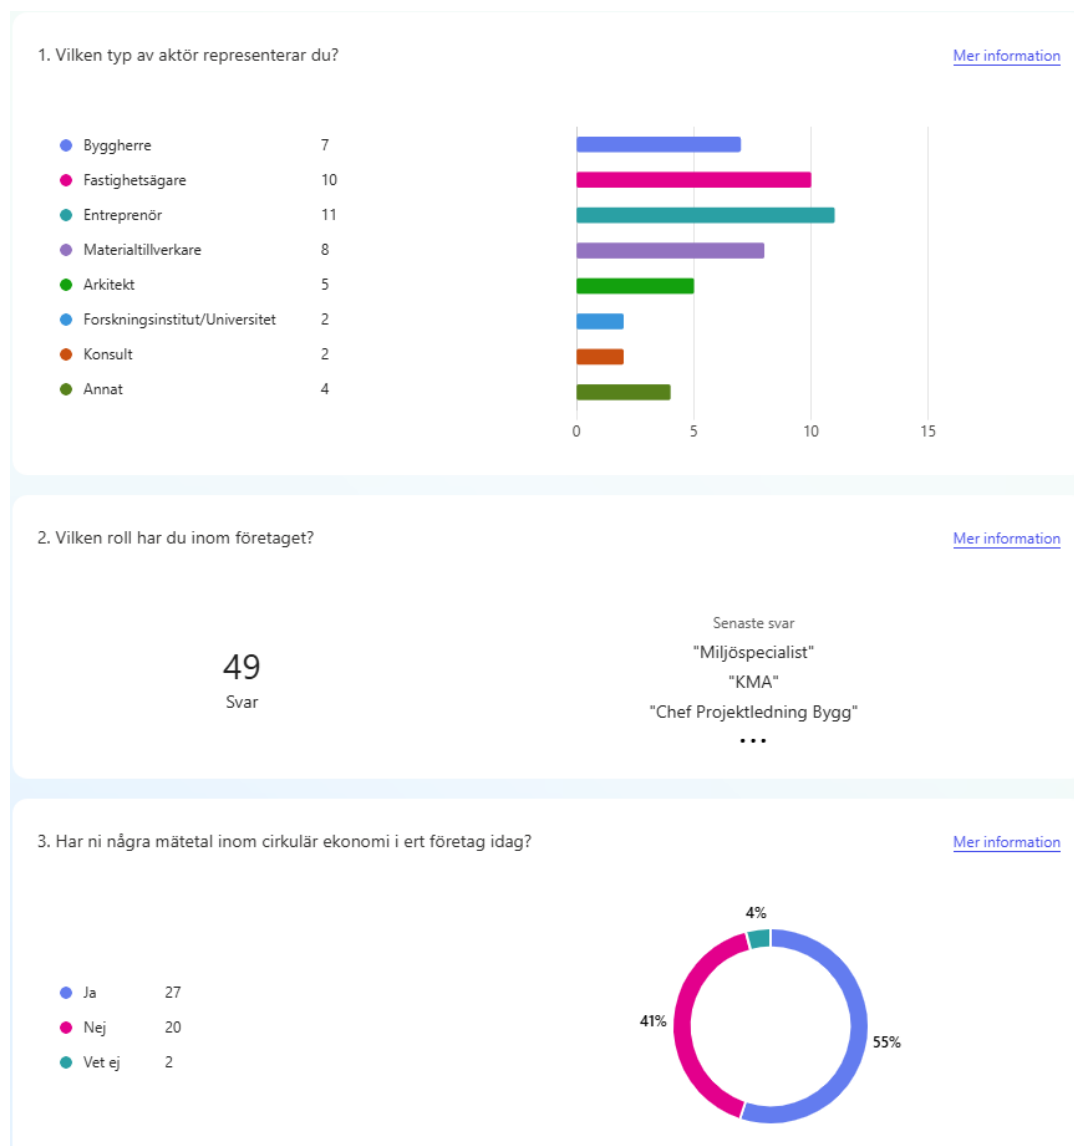 1. Vilken typ av aktör representerar du?
Mer information
Byggherre 7
Fastighetsägare 10
Entreprenör 11
Materialtillverkare 8
Arkitekt 5
Forskningsinstitut/Universitet 2
Konsult 2
Annat 4
0 5 10 15
2. Vilken roll har du inom företaget?
Mer information
49
Svar
Senaste svar
"Miljöspecialist"
"KMA"
"Chef Projektledning Bygg"
...
3. Har ni några mätetal inom cirkulär ekonomi i ert företag idag?
Mer information
Ja 27
Nej 20
Vet ej 2
4%
41%
55%